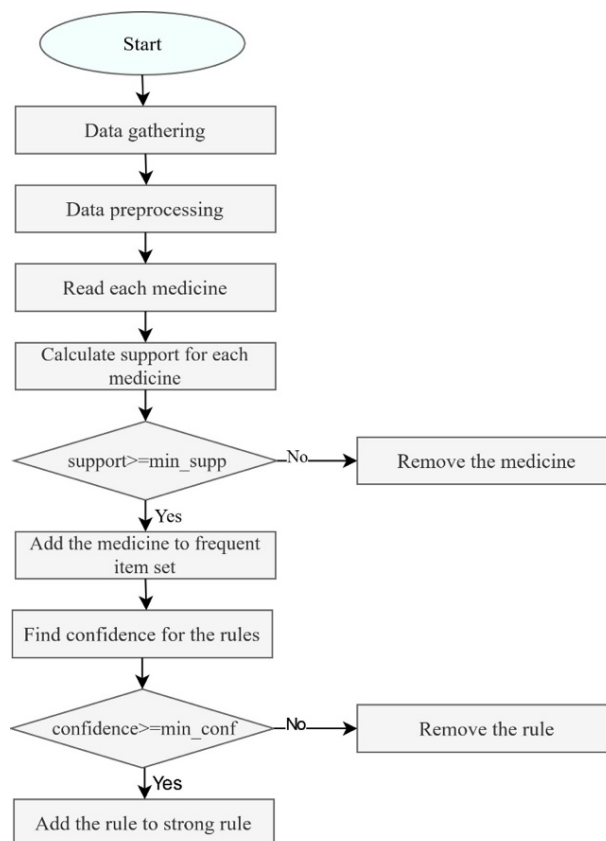 Start
Data gathering
Data preprocessing
Read each medicine
Calculate support for each
medicine
support>=min_supp
No
Remove the medicine
Yes
Add the medicine to frequent
item set
Find confidence for the rules
confidence>=min_conf
No
Remove the rule
Yes
Add the rule to strong rule